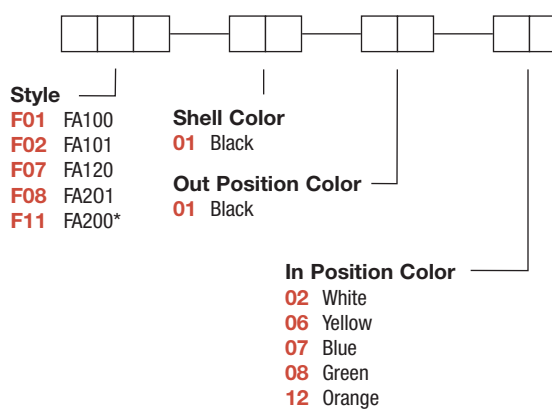 Style
F01 FA100
F02 FA101
F07 FA120
F08 FA201
F11 FA200*
Shell Color
01 Black
Out Position Color
01 Black
In Position Color
02 White
06 Yellow
07 Blue
08 Green
12 Orange